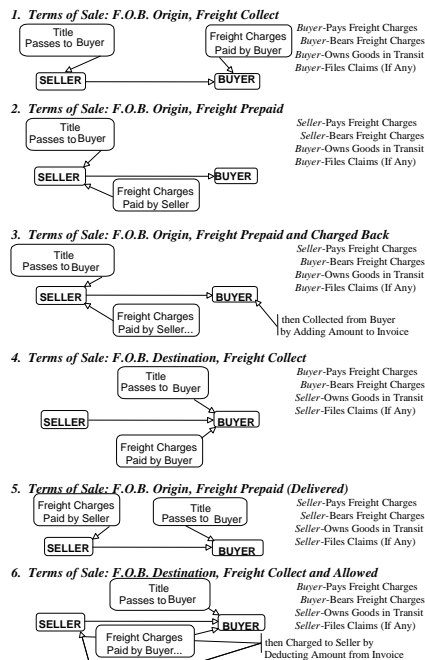 1. Terms of Sale: F.O.B. Origin, Freight Collect
Title
Passes to Buyer
Freight Charges
Paid by Buyer
SELLER
BUYER
Buyer-Pays Freight Charges
Buyer-Bears Freight Charges
Buyer-Owns Goods in Transit
Buyer-Files Claims (If Any)
2. Terms of Sale: F.O.B. Origin, Freight Prepaid
Title
Passes to Buyer
SELLER
BUYER
Freight Charges
Paid by Seller
Seller-Pays Freight Charges
Seller-Bears Freight Charges
Buyer-Owns Goods in Transit
Buyer-Files Claims (If Any)
3. Terms of Sale: F.O.B. Origin, Freight Prepaid and Charged Back
Title
Passes to Buyer
SELLER
BUYER
Freight Charges
Paid by Seller...
Seller-Pays Freight Charges
Buyer-Bears Freight Charges
Buyer-Owns Goods in Transit
Buyer-Files Claims (If Any)
then Collected from Buyer
by Adding Amount to Invoice
4. Terms of Sale: F.O.B. Destination, Freight Collect
Title
Passes to Buyer
SELLER
BUYER
Freight Charges
Paid by Buyer
Buyer-Pays Freight Charges
Buyer-Bears Freight Charges
Seller-Owns Goods in Transit
Seller-Files Claims (If Any)
5. Terms of Sale: F.O.B. Origin, Freight Prepaid (Delivered)
Freight Charges
Paid by Seller
Title
Passes to Buyer
SELLER
BUYER
Seller-Pays Freight Charges
Seller-Bears Freight Charges
Seller-Owns Goods in Transit
Seller-Files Claims (If Any)
6. Terms of Sale: F.O.B. Destination, Freight Collect and Allowed
Title
Passes to Buyer
SELLER
BUYER
Freight Charges
Paid by Buyer...
Buyer-Pays Freight Charges
Buyer-Bears Freight Charges
Seller-Owns Goods in Transit
Seller-Files Claims (If Any)
then Charged to Seller by
Deducting Amount from Invoice